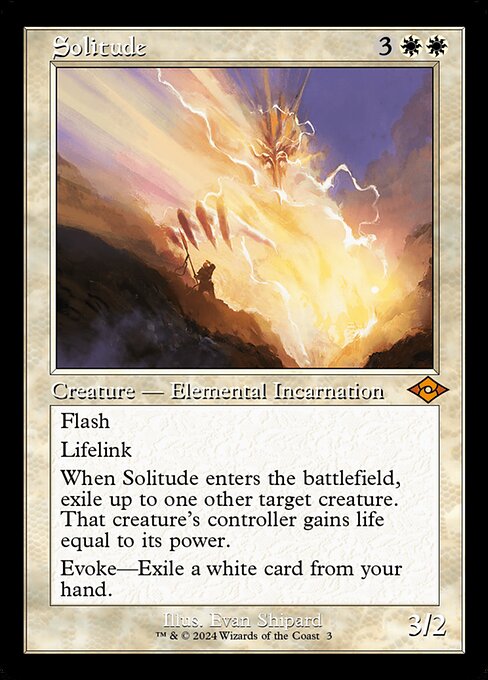 Solitude 3
Creature — Elemental Incarnation
Flash
Lifelink
When Solitude enters the battlefield,
exile up to one other target creature.
That creature's controller gains life
equal to its power.
Evoke—Exile a white card from your
hand.
Illus. Evan Shipard
™ & © 2024 Wizards of the Coast 3
3/2